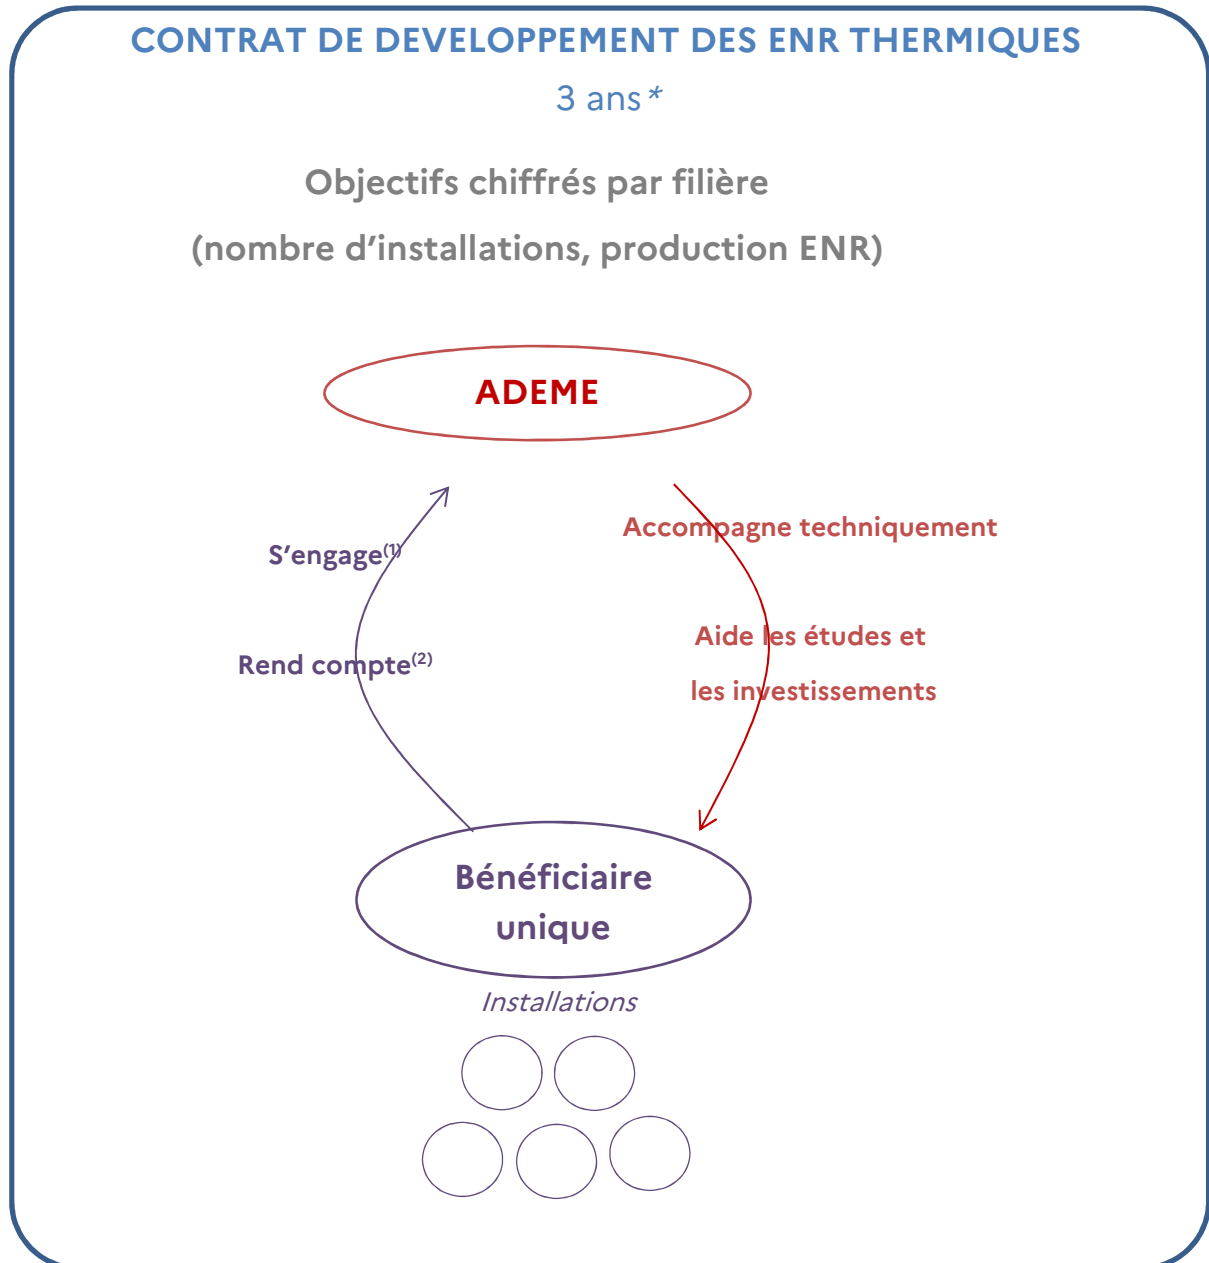 CONTRAT DE DEVELOPPEMENT DES ENR THERMIQUES
3 ans*
Objectifs chiffrés par filière
(nombre d’installations, production ENR)
ADEME
Accompagne techniquement
S’engage(1)
Aide les études et
Rend compte(2)
les investissements
Bénéficiaire
unique
Installations